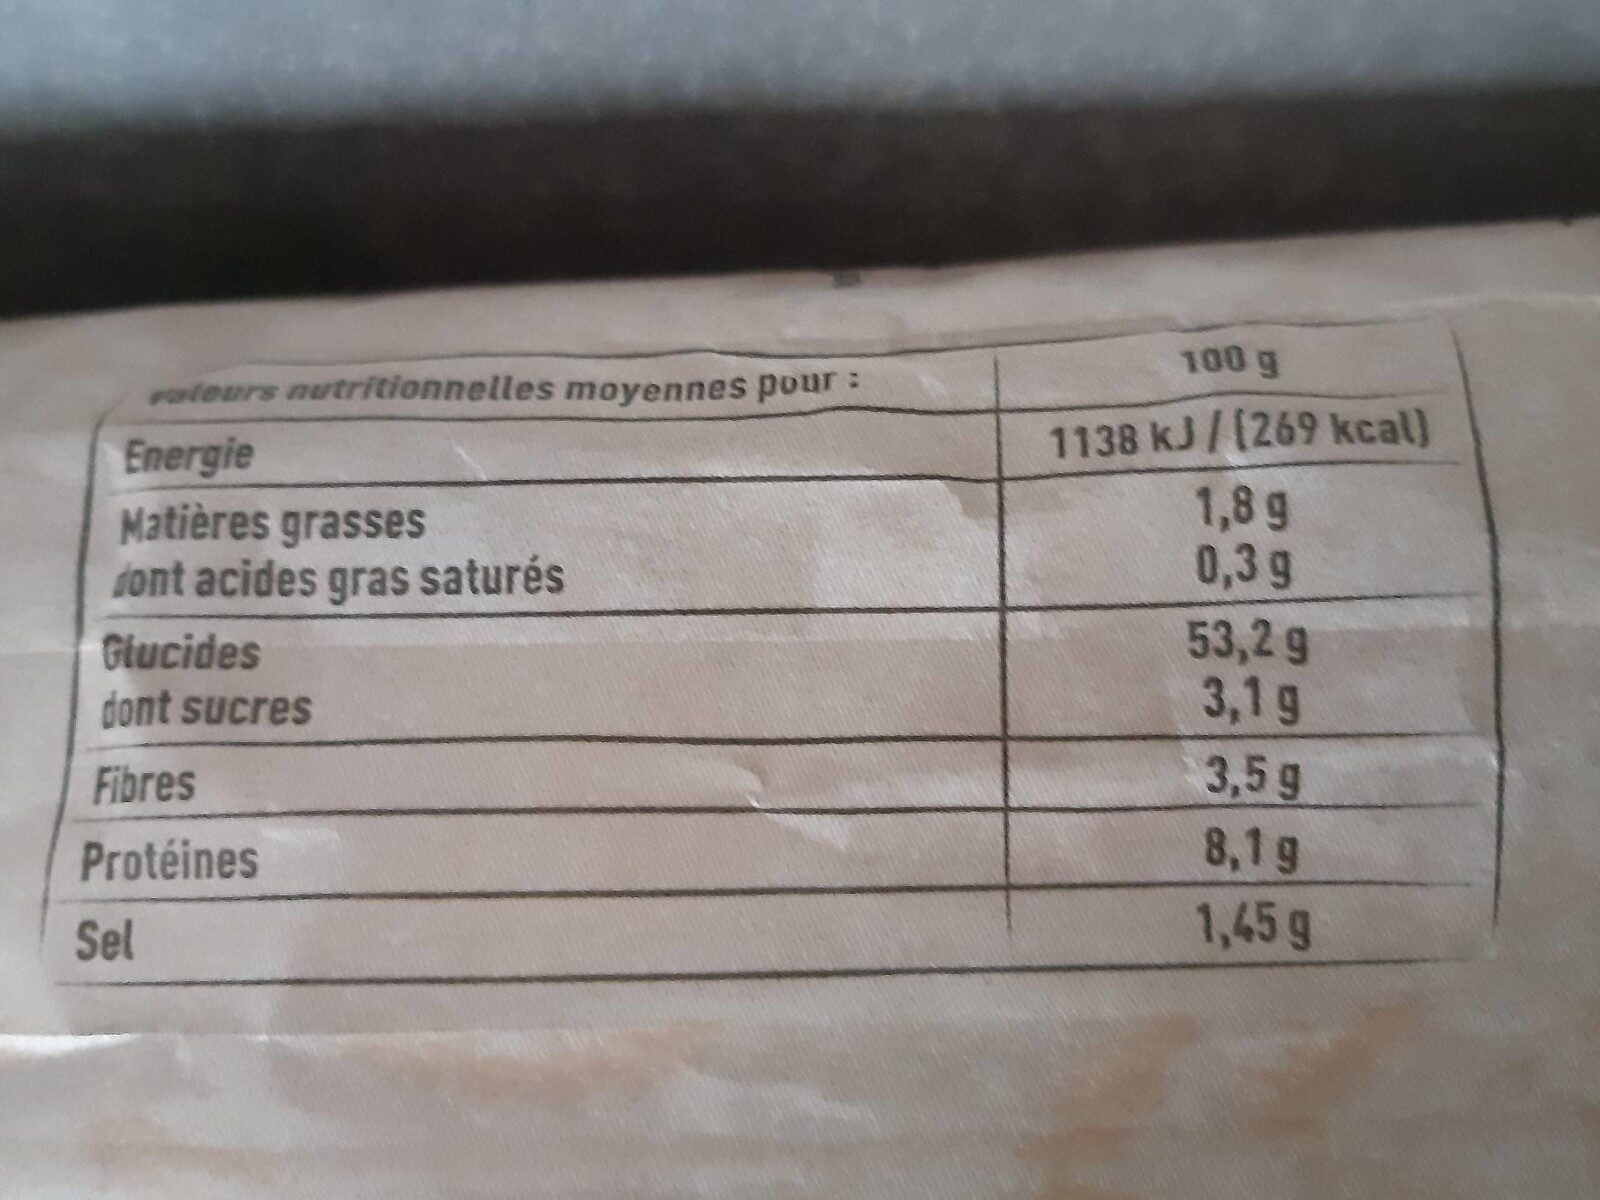 valeurs nutritionnelles moyennes pour : 100 g
Energie 1138 kJ / (269 kcal)
Matières grasses 1,8 g
dont acides gras saturés 0,3 g
Glucides 53,2 g
dont sucres 3,1 g
Fibres 3,5 g
Protéines 8,1 g
Sel 1,45 g